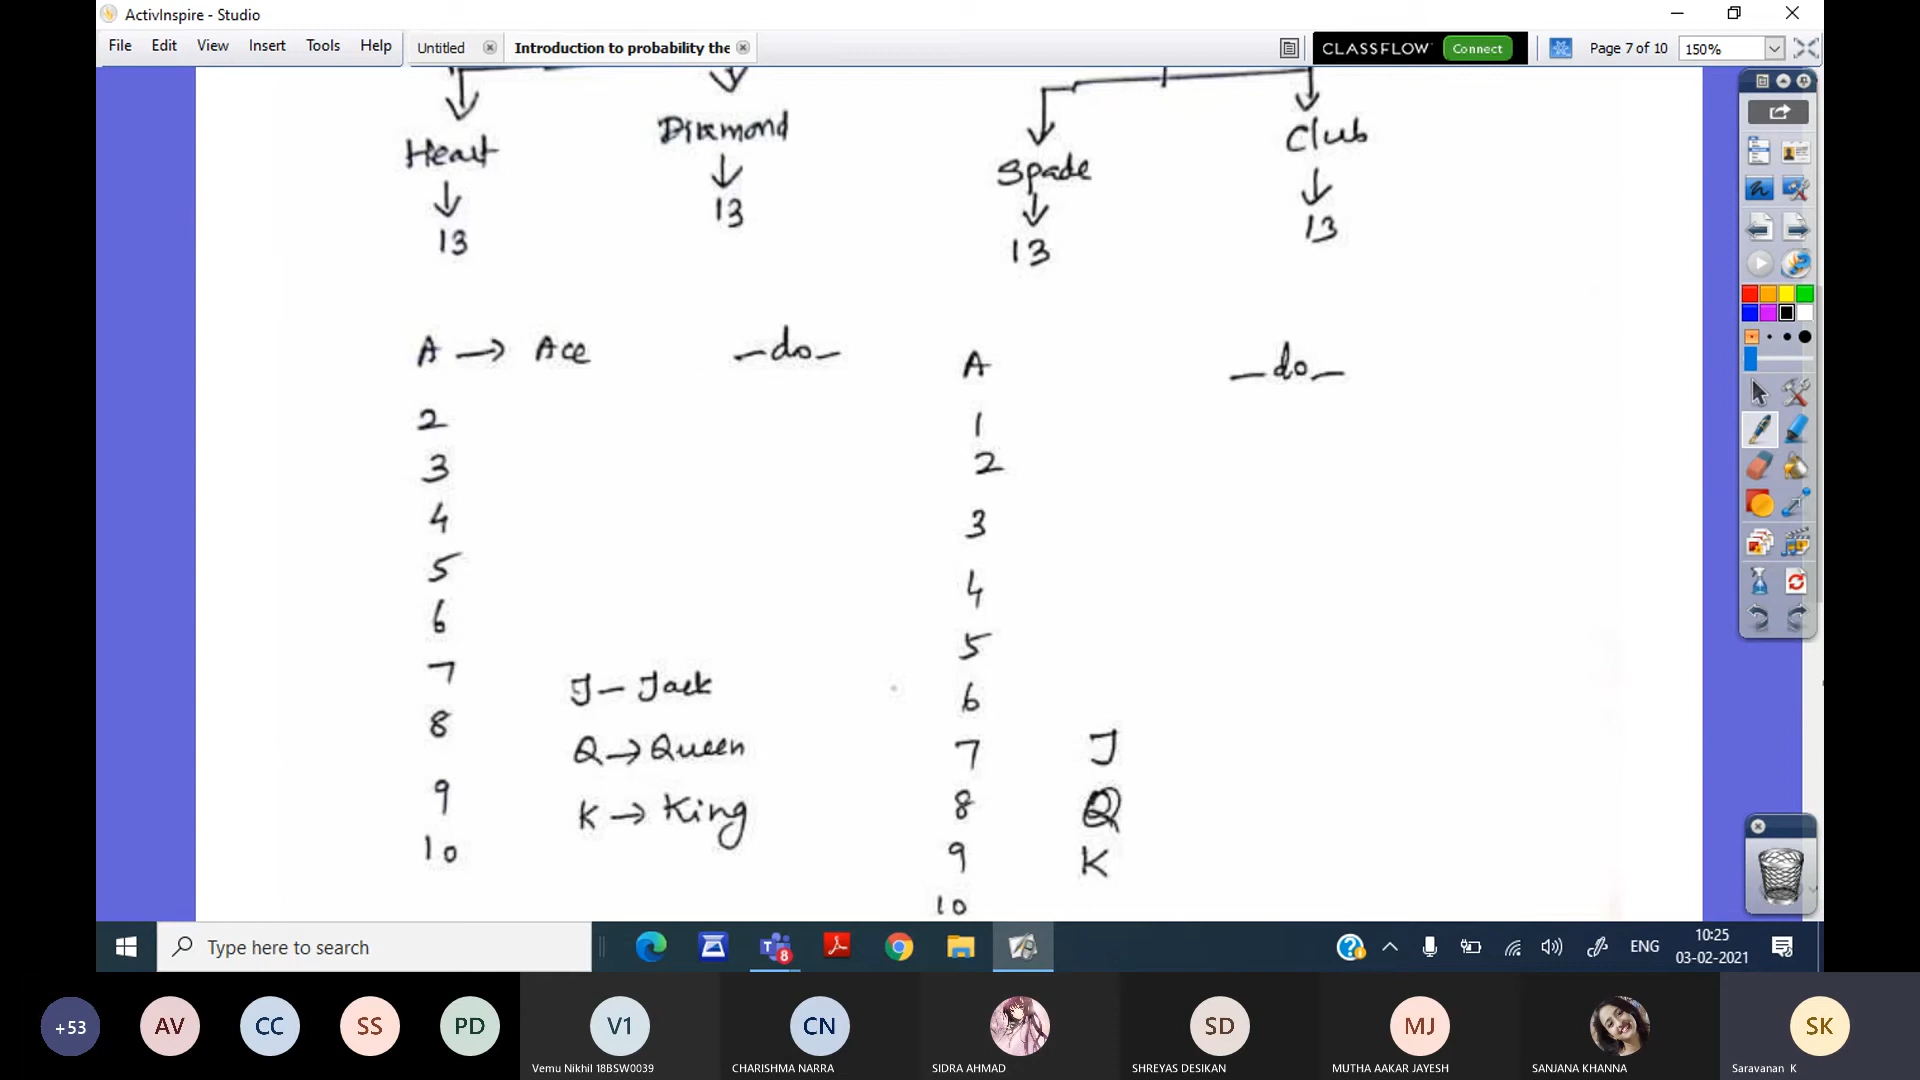 ActivInspire - Studio
File Edit View Insert Tools Help
Untitled
Introduction to probability the
CLASSFLOW Connect
Page 7 of 10
150%
Heart
Diamond
Spade
Club
13
13
13
13
A → Ace
—do—
A
—do—
2
3
4
5
6
7
8
9
10
J — Jack
Q → Queen
K → King
1
2
3
4
5
6
7
8
9
10
J
Q
K
Type here to search
8
ENG
10:25
03-02-2021
+53
AV
CC
SS
PD
V1
Vemu Nikhil 18BSW0039
CN
CHARISHMA NARRA
SIDRA AHMAD
SD
SHREYAS DESIKAN
MJ
MUTHA AAKAR JAYESH
SANJANA KHANNA
SK
Saravanan K